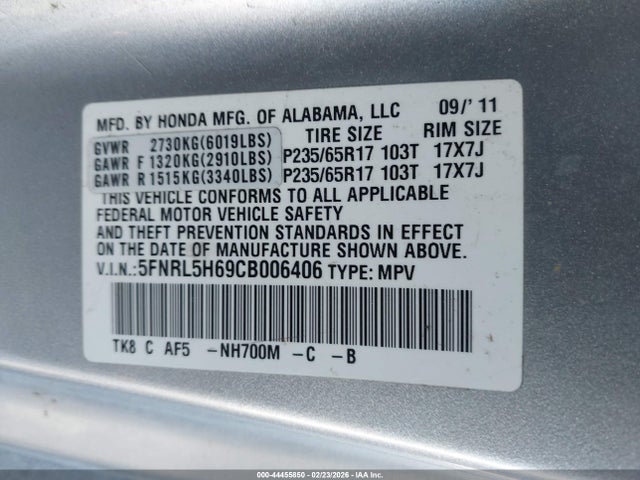 MFD. BY HONDA MFG. OF ALABAMA, LLC 09/'11
TIRE SIZE RIM SIZE
GVWR 2730KG(6019LBS)
GAWR F 1320KG(2910LBS) P235/65R17 103T 17X7J
GAWR R 1515KG(3340LBS) P235/65R17 103T 17X7J
THIS VEHICLE CONFORMS TO ALL APPLICABLE
FEDERAL MOTOR VEHICLE SAFETY
AND THEFT PREVENTION STANDARDS IN EFFECT
ON THE DATE OF MANUFACTURE SHOWN ABOVE.
V.I.N.:5FNRL5H69CB006406 TYPE: MPV
TK8 C AF5 -NH700M -C -B
000-44455850 - 02/23/2026 - IAA Inc.